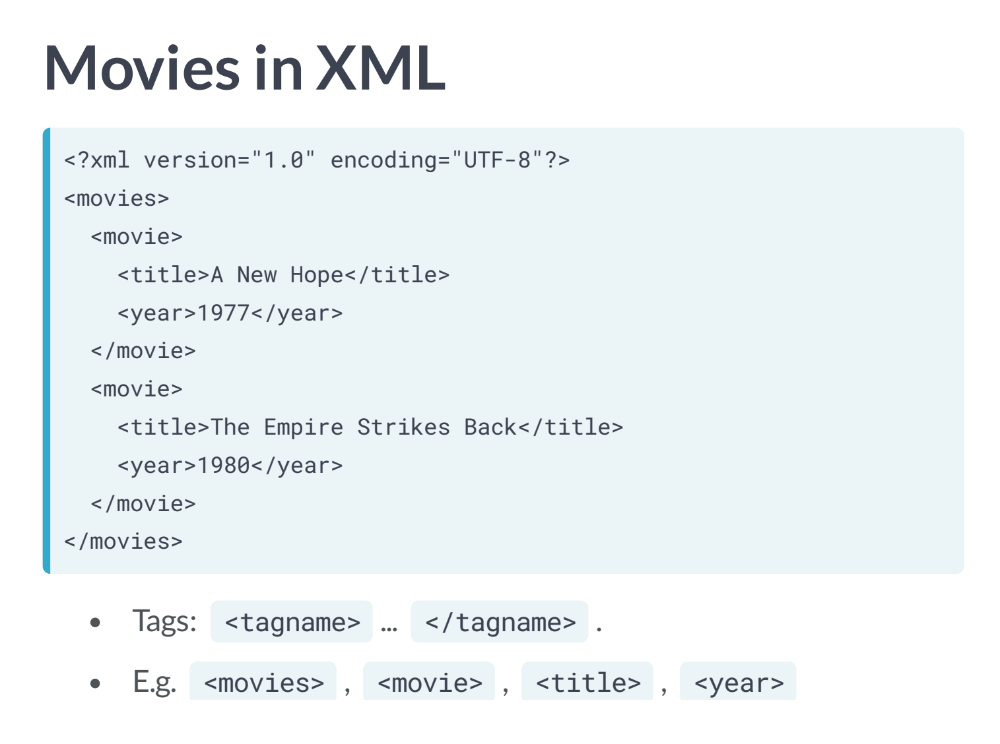 Movies in XML
<?xml version="1.0" encoding="UTF-8"?>
<movies>
  <movie>
    <title>A New Hope</title>
    <year>1977</year>
  </movie>
  <movie>
    <title>The Empire Strikes Back</title>
    <year>1980</year>
  </movie>
</movies>
• Tags: <tagname> … </tagname> .
• E.g. <movies> , <movie> , <title> , <year>